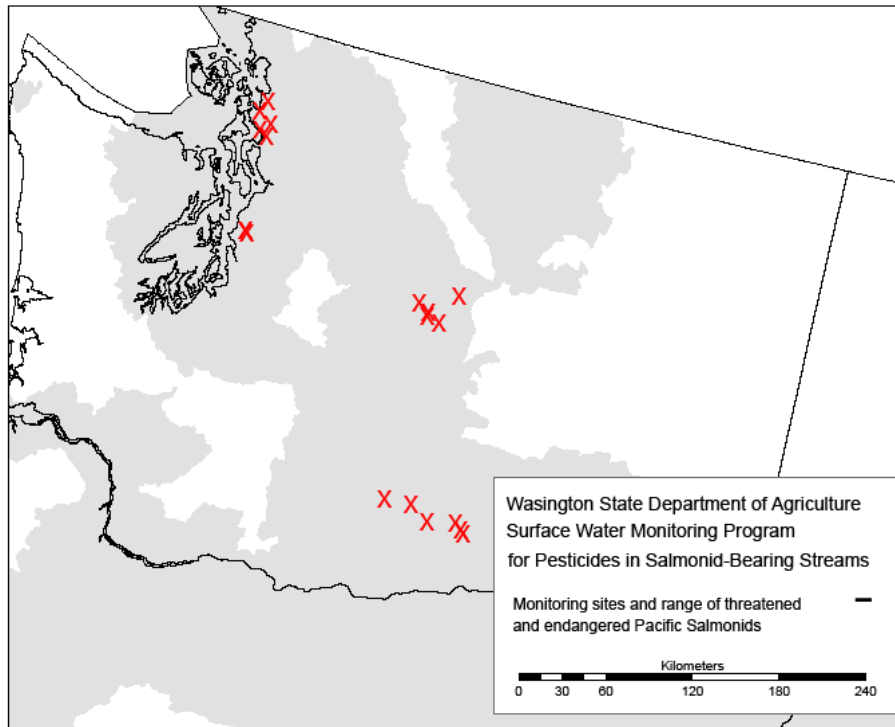 Wasington State Department of Agriculture
Surface Water Monitoring Program
for Pesticides in Salmonid-Bearing Streams
Monitoring sites and range of threatened
and endangered Pacific Salmonids
Kilometers
0 30 60 120 180 240